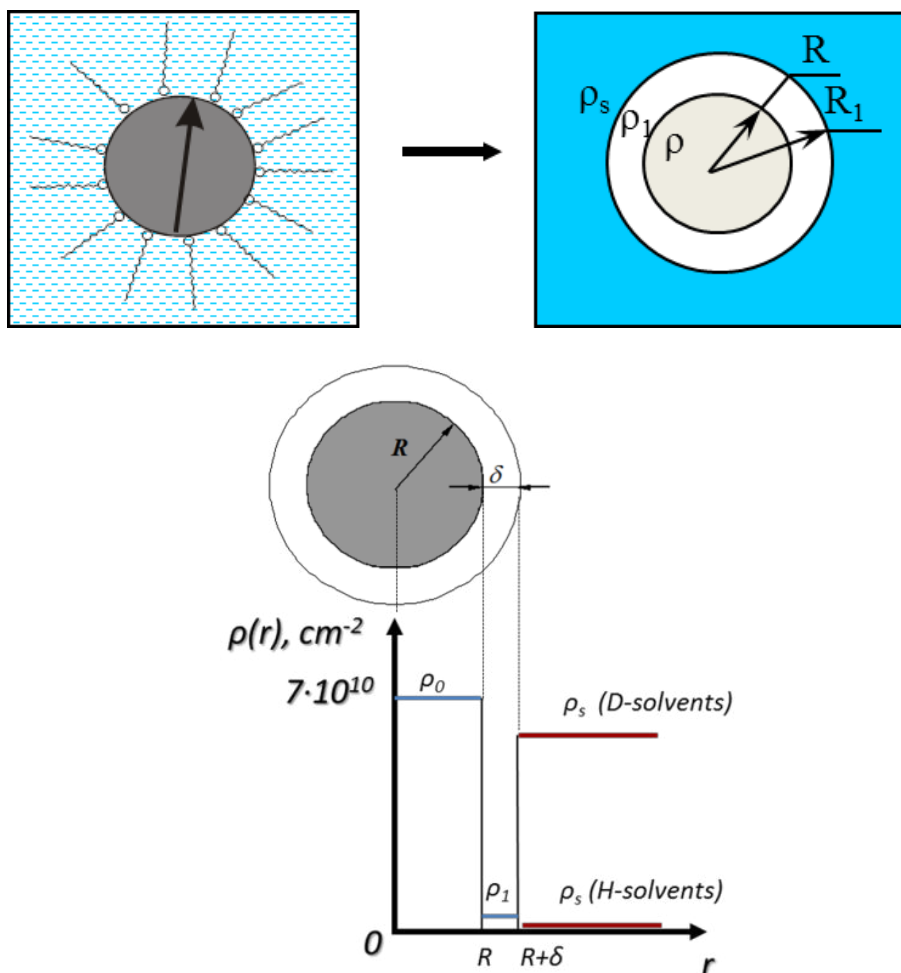 R
ρₛ
R₁
ρ₁
ρ
R
δ
ρ(r), cm⁻²
7·10¹⁰
ρ₀
ρₛ (D-solvents)
ρ₁
ρₛ (H-solvents)
0
R
R+δ
r